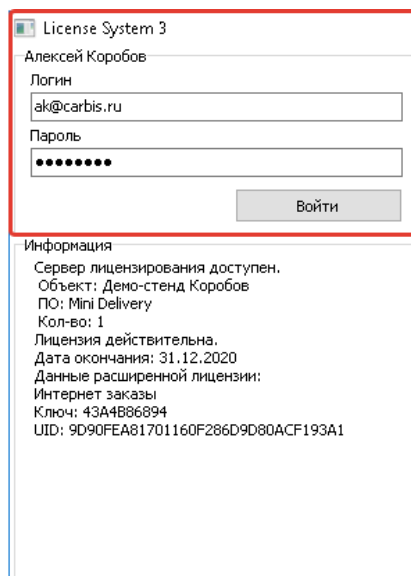 License System 3
Алексей Коробов
Логин
ak@carbis.ru
Пароль
●●●●●●●●
Войти
Информация
Сервер лицензирования доступен.
Объект: Демо-стенд Коробов
ПО: Mini Delivery
Кол-во: 1
Лицензия действительна.
Дата окончания: 31.12.2020
Данные расширенной лицензии:
Интернет заказы
Ключ: 43A4B86894
UID: 9D90FEA81701160F286D9D80ACF193A1